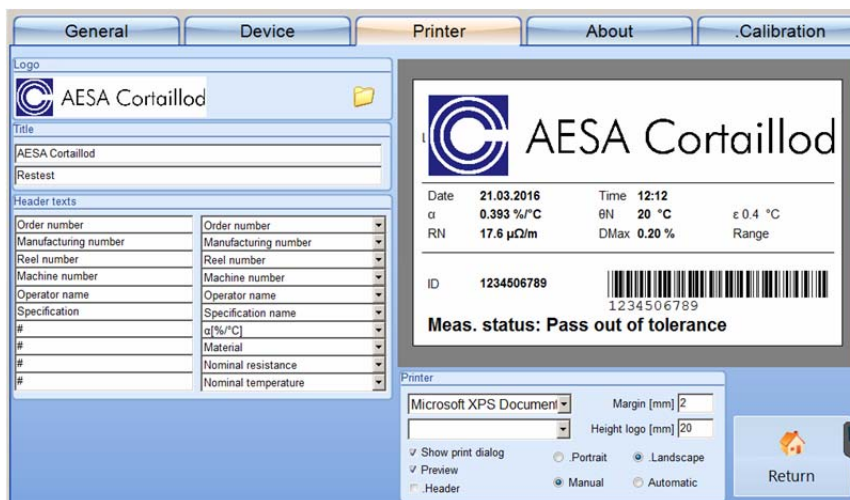 General Device Printer About .Calibration
Logo
AESA Cortaillod
Title
AESA Cortaillod
Restest
Header texts
Order number Order number
Manufacturing number Manufacturing number
Reel number Reel number
Machine number Machine number
Operator name Operator name
Specification Specification name
# α[%/°C]
# Material
# Nominal resistance
# Nominal temperature
AESA Cortaillod
Date 21.03.2016 Time 12:12
α 0.393 %/°C θN 20 °C ε 0.4 °C
RN 17.6 µΩ/m DMax 0.20 % Range
ID 1234506789
1234506789
Meas. status: Pass out of tolerance
Printer
Microsoft XPS Document Margin [mm] 2
Height logo [mm] 20
Show print dialog .Portrait .Landscape
Preview
.Header Manual Automatic
Return